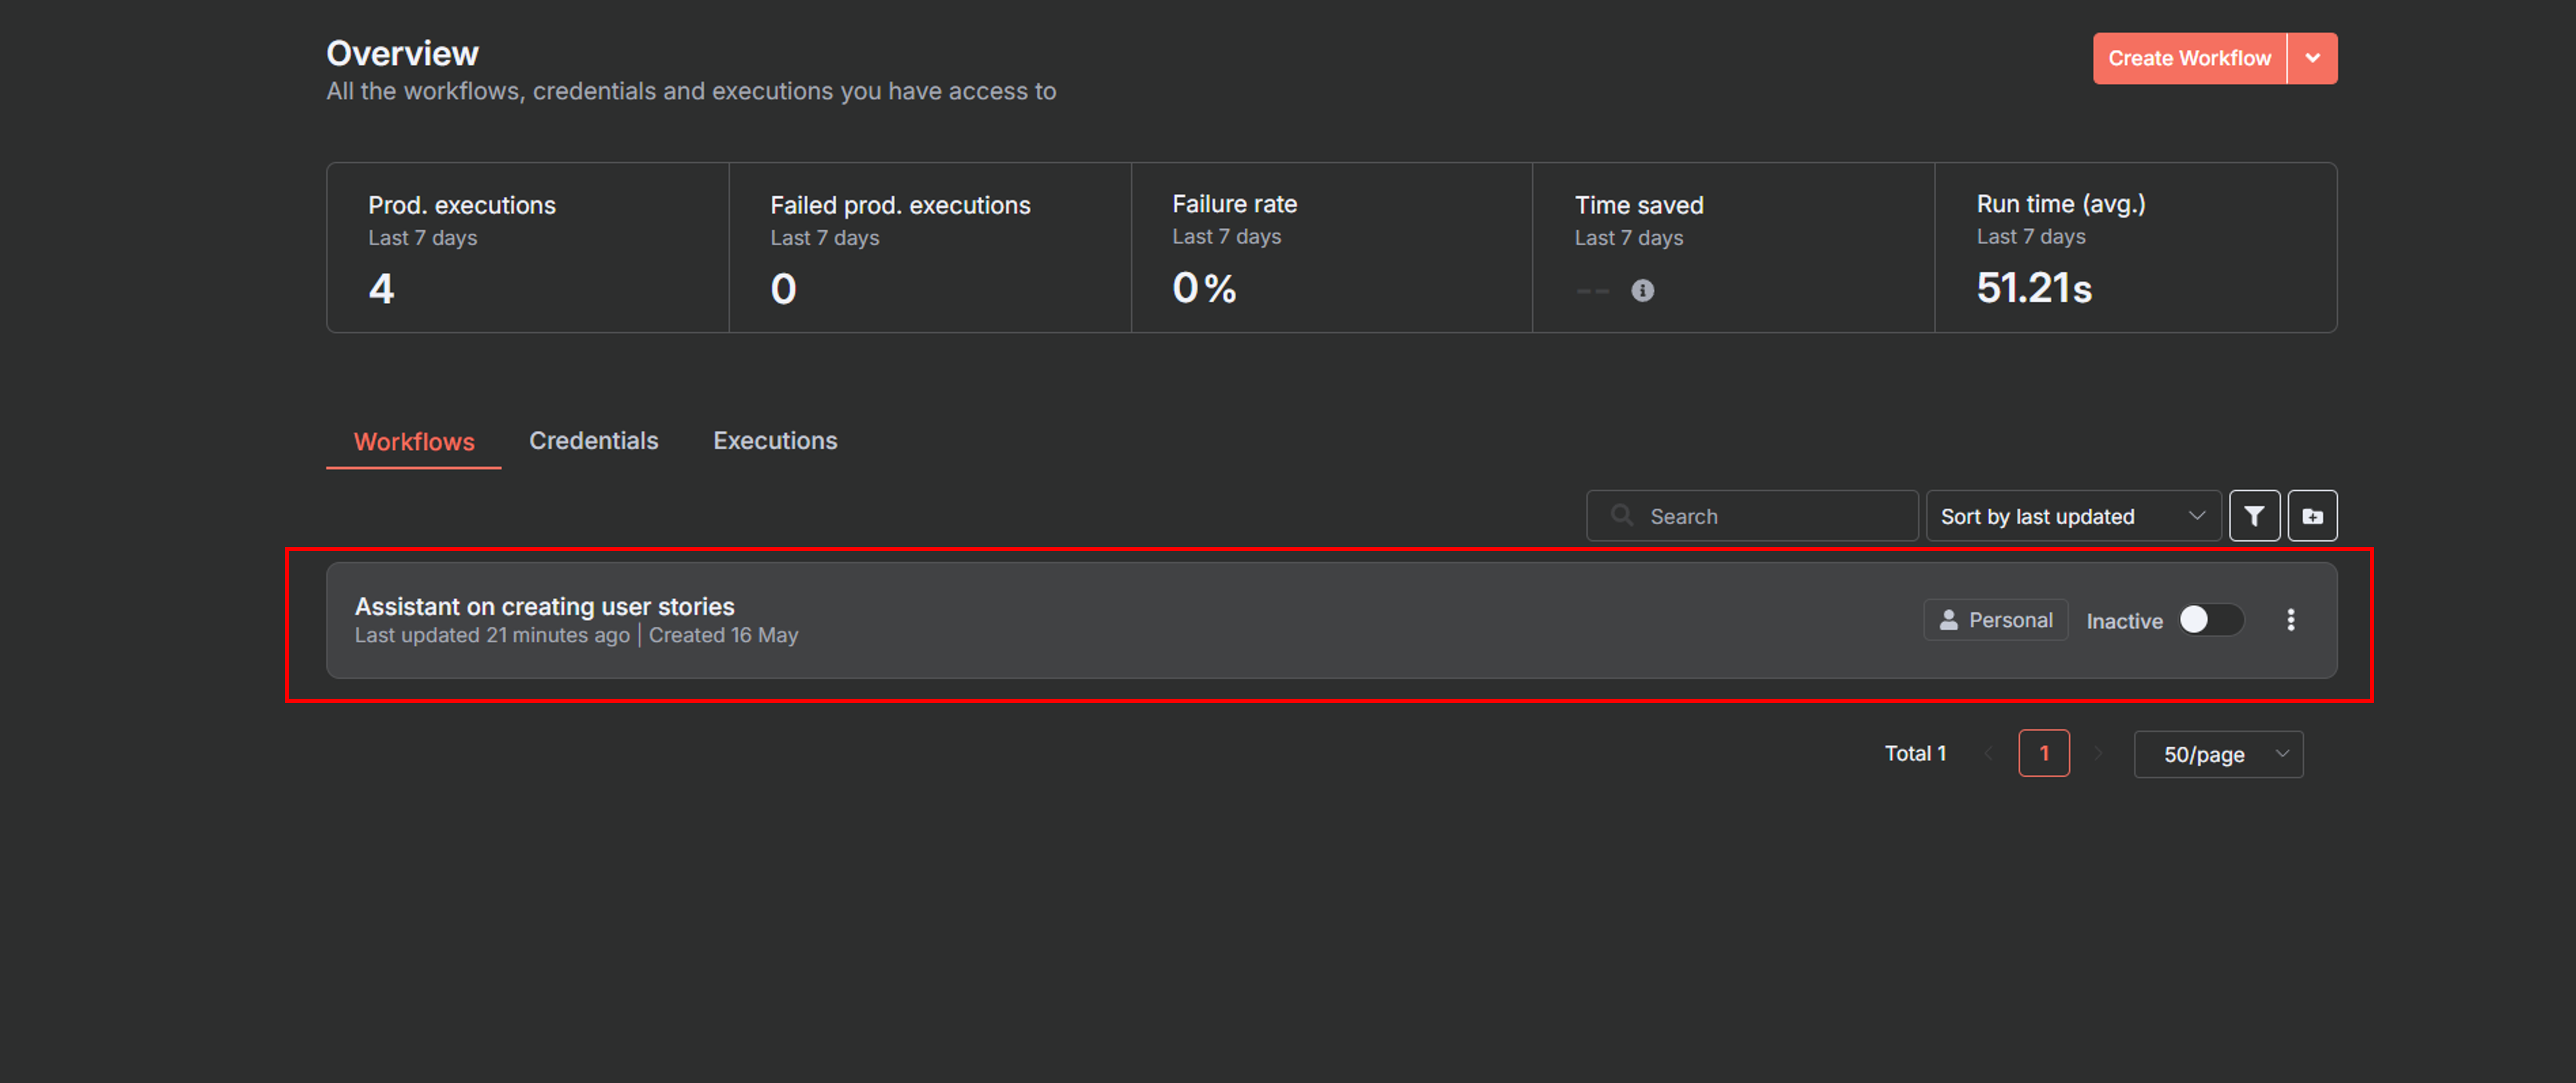 Overview
All the workflows, credentials and executions you have access to
Create Workflow
Prod. executions
Last 7 days
4
Failed prod. executions
Last 7 days
0
Failure rate
Last 7 days
0%
Time saved
Last 7 days
--
Run time (avg.)
Last 7 days
51.21s
Workflows
Credentials
Executions
Search
Sort by last updated
Assistant on creating user stories
Last updated 21 minutes ago | Created 16 May
Personal
Inactive
Total 1
1
50/page